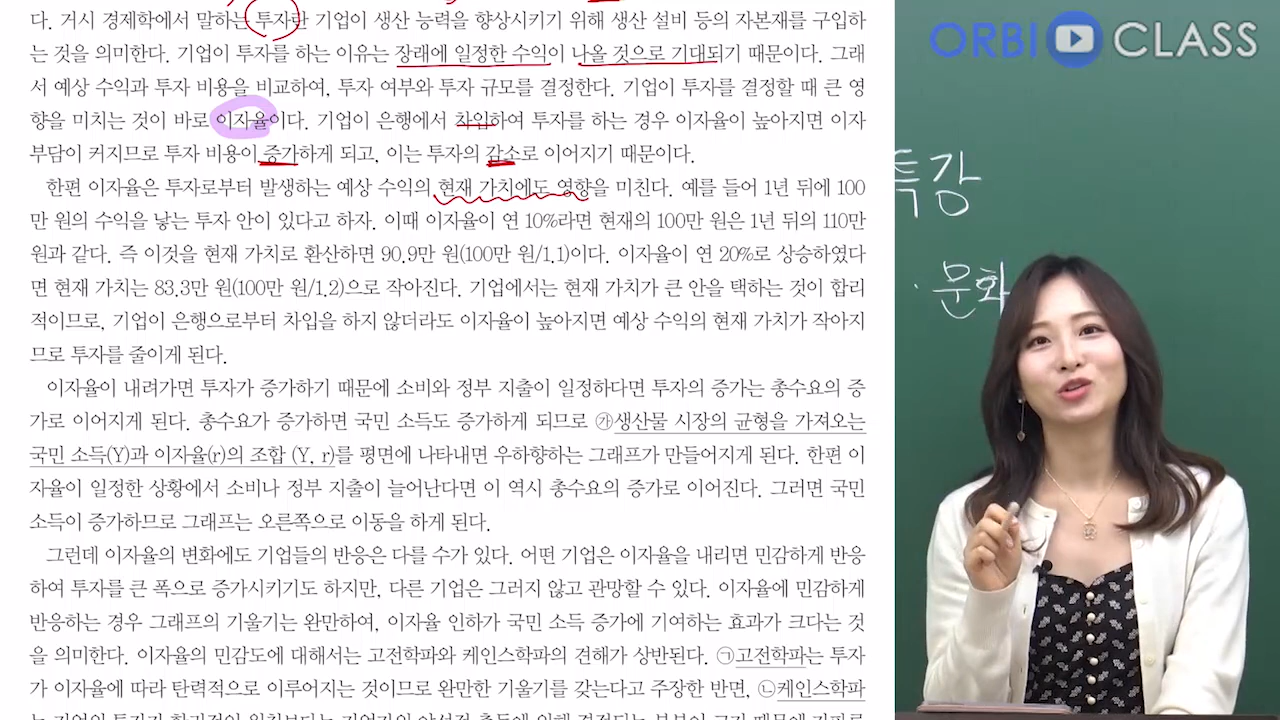 다. 거시 경제학에서 말하는 투자란 기업이 생산 능력을 향상시키기 위해 생산 설비 등의 자본재를 구입하
는 것을 의미한다. 기업이 투자를 하는 이유는 장래에 일정한 수익이 나올 것으로 기대되기 때문이다. 그래
서 예상 수익과 투자 비용을 비교하여, 투자 여부와 투자 규모를 결정한다. 기업이 투자를 결정할 때 큰 영
향을 미치는 것이 바로 이자율이다. 기업이 은행에서 차입하여 투자를 하는 경우 이자율이 높아지면 이자
부담이 커지므로 투자 비용이 증가하게 되고, 이는 투자의 감소로 이어지기 때문이다.
한편 이자율은 투자로부터 발생하는 예상 수익의 현재 가치에도 영향을 미친다. 예를 들어 1년 뒤에 100
만 원의 수익을 낳는 투자 안이 있다고 하자. 이때 이자율이 연 10%라면 현재의 100만 원은 1년 뒤의 110만
원과 같다. 즉 이것을 현재 가치로 환산하면 90.9만 원(100만 원/1.1)이다. 이자율이 연 20%로 상승하였다
면 현재 가치는 83.3만 원(100만 원/1.2)으로 작아진다. 기업에서는 현재 가치가 큰 안을 택하는 것이 합리
적이므로, 기업이 은행으로부터 차입을 하지 않더라도 이자율이 높아지면 예상 수익의 현재 가치가 작아지
므로 투자를 줄이게 된다.
이자율이 내려가면 투자가 증가하기 때문에 소비와 정부 지출이 일정하다면 투자의 증가는 총수요의 증
가로 이어지게 된다. 총수요가 증가하면 국민 소득도 증가하게 되므로 ㉮생산물 시장의 균형을 가져오는
국민 소득(Y)과 이자율(r)의 조합 (Y, r)를 평면에 나타내면 우하향하는 그래프가 만들어지게 된다. 한편 이
자율이 일정한 상황에서 소비나 정부 지출이 늘어난다면 이 역시 총수요의 증가로 이어진다. 그러면 국민
소득이 증가하므로 그래프는 오른쪽으로 이동을 하게 된다.
그런데 이자율의 변화에도 기업들의 반응은 다를 수가 있다. 어떤 기업은 이자율을 내리면 민감하게 반응
하여 투자를 큰 폭으로 증가시키기도 하지만, 다른 기업은 그러지 않고 관망할 수 있다. 이자율에 민감하게
반응하는 경우 그래프의 기울기는 완만하여, 이자율 인하가 국민 소득 증가에 기여하는 효과가 크다는 것
을 의미한다. 이자율의 민감도에 대해서는 고전학파와 케인스학파의 견해가 상반된다. ㉠고전학파는 투자
가 이자율에 따라 탄력적으로 이루어지는 것이므로 완만한 기울기를 갖는다고 주장한 반면, ㉡케인스학파
ORBI CLASS
특강
· 문화